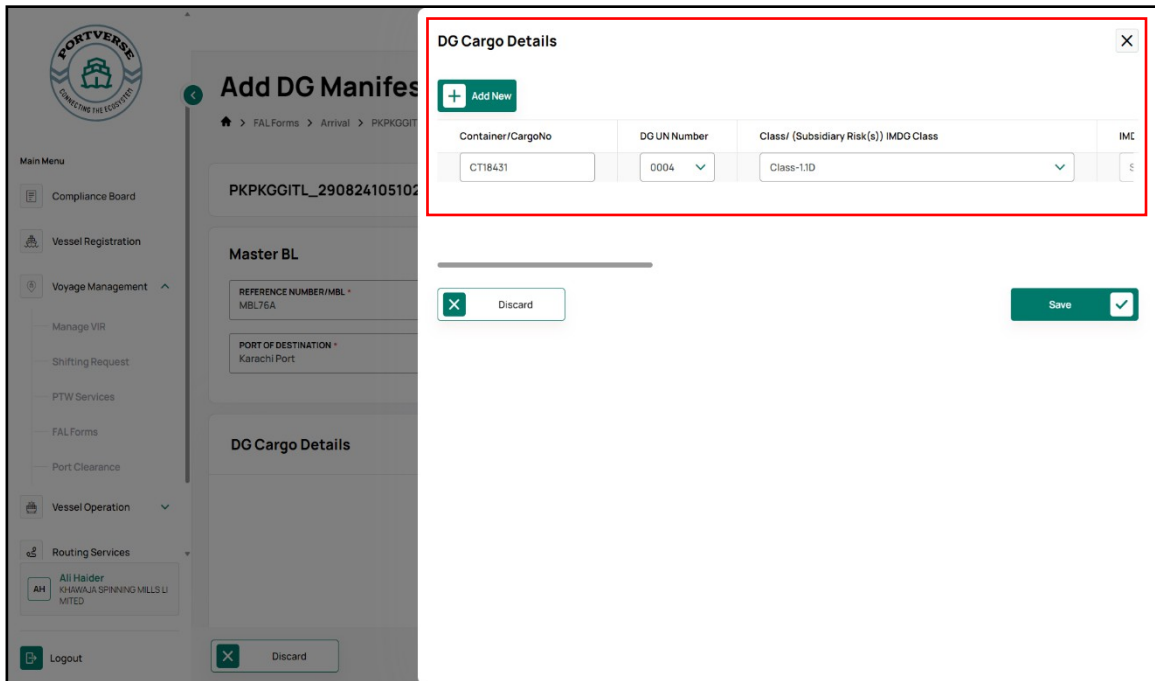 PORTVERSE
CONNECTING THE ECOSYSTEM
Main Menu
Compliance Board
Vessel Registration
Voyage Management
Manage VIR
Shifting Request
PTW Services
FAL Forms
Port Clearance
Vessel Operation
Routing Services
AH
Ali Haider
KHAWAJA SPINNING MILLS LI
MITED
Logout
Add DG Manifes
> FAL Forms > Arrival > PKPKGGIT
PKPKGGITL_290824105102
Master BL
REFERENCE NUMBER/MBL *
MBL76A
PORT OF DESTINATION *
Karachi Port
DG Cargo Details
Discard
DG Cargo Details
Add New
Container/CargoNo DG UN Number Class/ (Subsidiary Risk(s)) IMDG Class IMD
CT18431 0004 Class-1.1D S
Discard
Save